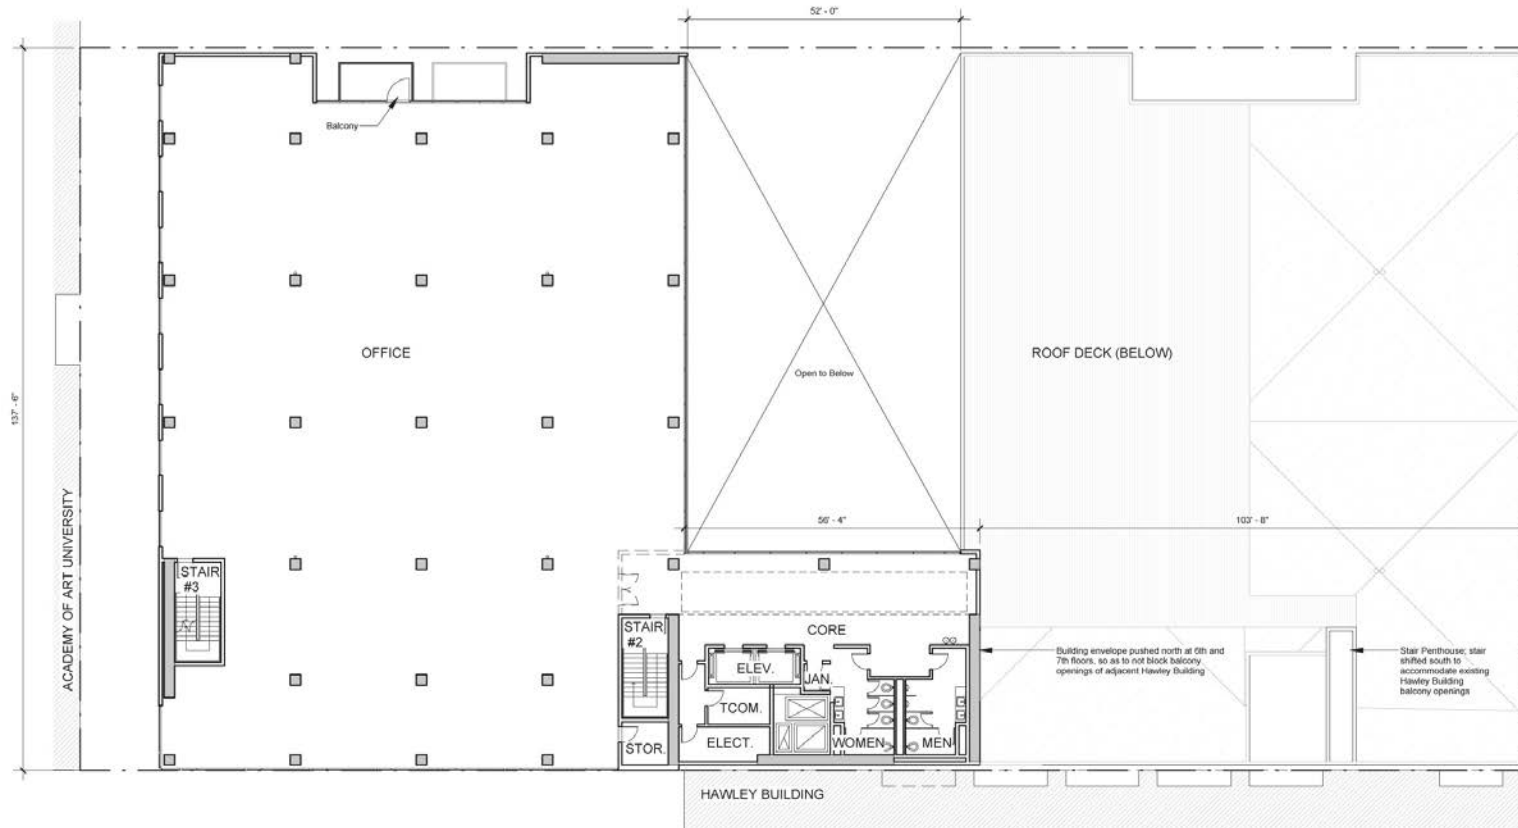 52' - 0"
Balcony
OFFICE
ROOF DECK (BELOW)
Open to Below
137' - 6"
56' - 4"
103' - 8"
ACADEMY OF ART UNIVERSITY
STAIR
#3
STAIR
#2
CORE
ELEV.
JAN.
TCOM.
ELECT.
STOR.
WOMEN
MEN
Building envelope pushed north at 6th and
7th floors, so as to not block balcony
openings of adjacent Hawley Building
Stair Penthouse; stair
shifted south to
accommodate existing
Hawley Building
balcony openings
HAWLEY BUILDING